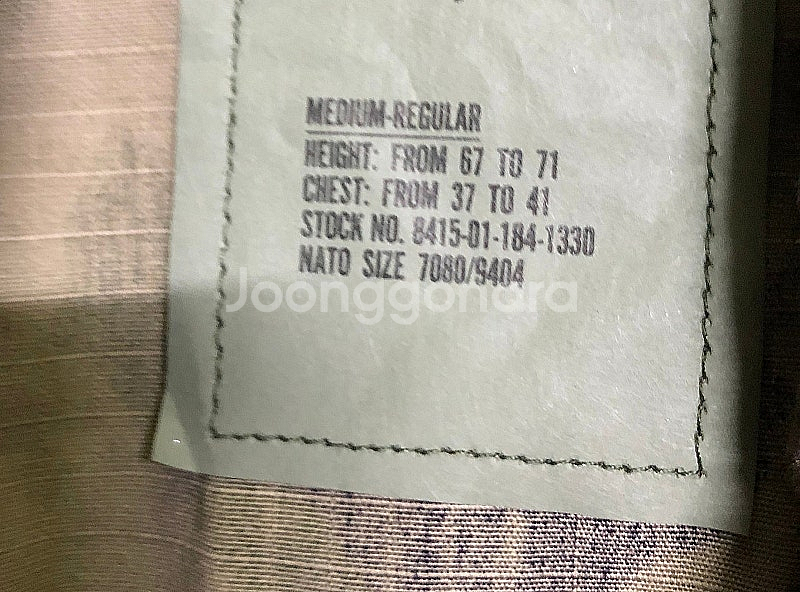 MEDIUM-REGULAR
HEIGHT: FROM 67 TO 71
CHEST: FROM 37 TO 41
STOCK NO. 8415-01-184-1330
NATO SIZE 7080/9404
Joonggonara